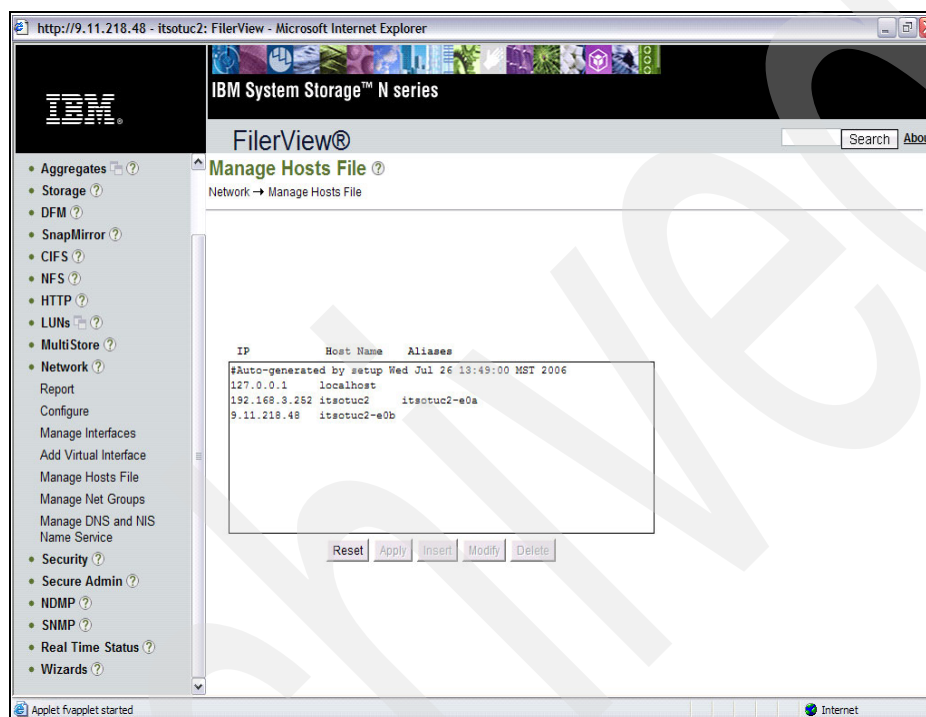 http://9.11.218.48 - itsotuc2: FilerView - Microsoft Internet Explorer
IBM
IBM System Storage™ N series
FilerView®
Search
Abou
Aggregates
Storage
DFM
SnapMirror
CIFS
NFS
HTTP
LUNs
MultiStore
Network
Report
Configure
Manage Interfaces
Add Virtual Interface
Manage Hosts File
Manage Net Groups
Manage DNS and NIS
Name Service
Security
Secure Admin
NDMP
SNMP
Real Time Status
Wizards
Manage Hosts File
Network → Manage Hosts File
IP Host Name Aliases
#Auto-generated by setup Wed Jul 26 13:49:00 MST 2006
127.0.0.1 localhost
192.168.3.252 itsotuc2 itsotuc2-e0a
9.11.218.48 itsotuc2-e0b
Reset Apply Insert Modify Delete
Applet fvapplet started
Internet